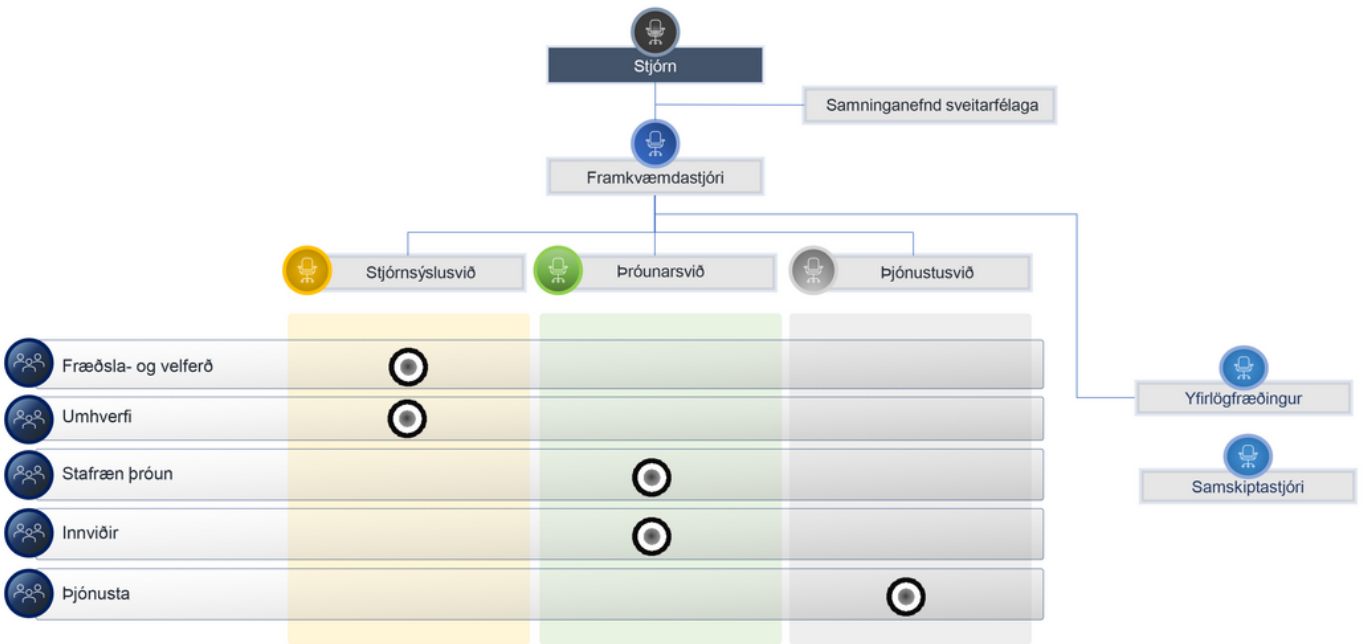 Stjórn
Samninganefnd sveitarfélaga
Framkvæmdastjóri
Stjórnsýslusvið
Þróunarsvið
Þjónustusvið
Fræðsla- og velferð
Umhverfi
Stafræn þróun
Innviðir
Þjónusta
Yfirlögfræðingur
Samskiptastjóri